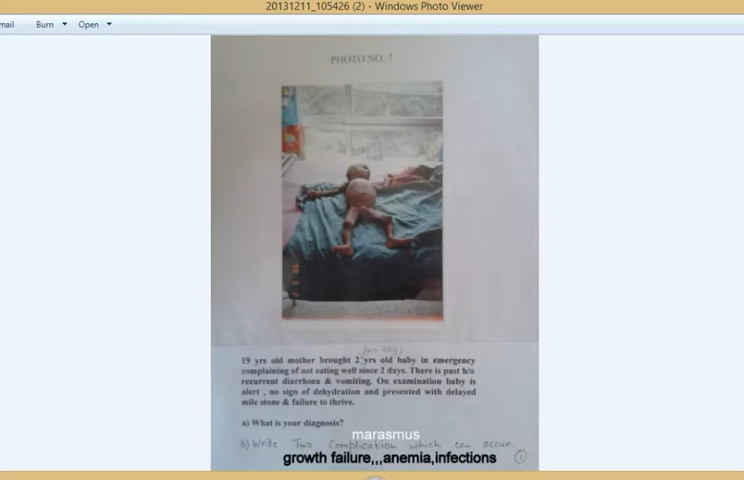 20131211_105426 (2) - Windows Photo Viewer
mail Burn Open
PHOTO NO. 7
19 yrs old mother brought 2 yrs old baby in emergency
complaining of not eating well since 2 days. There is past h/o
recurrent diarrhoea & vomiting. On examination baby is
alert , no sign of dehydration and presented with delayed
mile stone & failure to thrive.
a) What is your diagnosis?
marasmus
b) Write Two Complication which can occur.
growth failure,,,anemia,infections
1